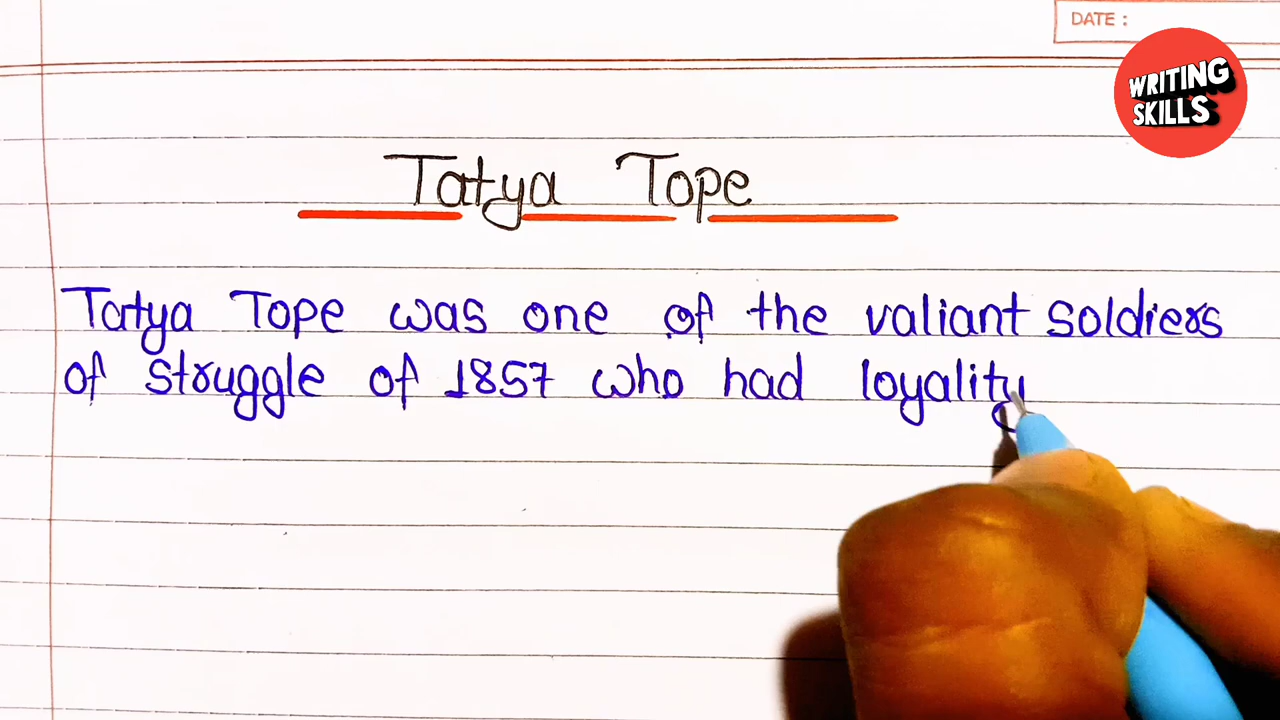 DATE :
WRITING
SKILLS
Tatya Tope
Tatya Tope was one of the valiant soldiers
of struggle of 1857 who had loyality